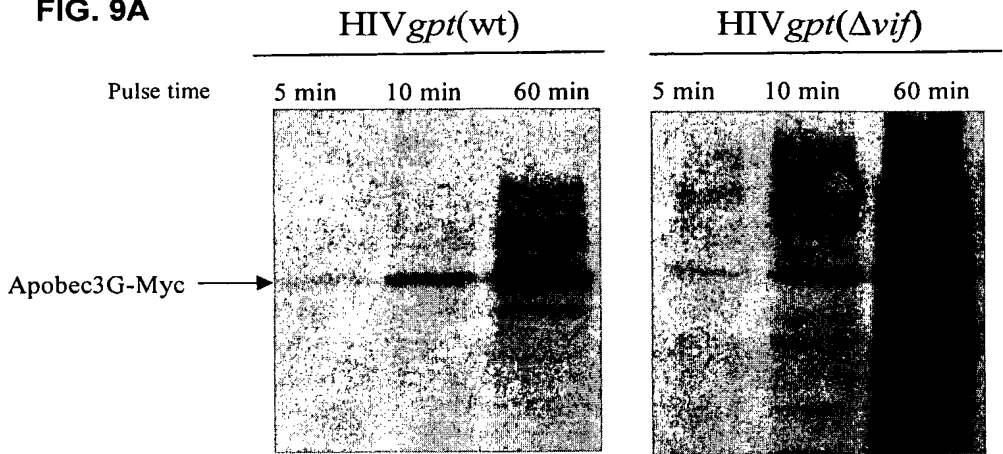 FIG. 9A
HIVgpt(wt) HIVgpt(Δvif)
Pulse time 5 min 10 min 60 min 5 min 10 min 60 min
Apobec3G-Myc